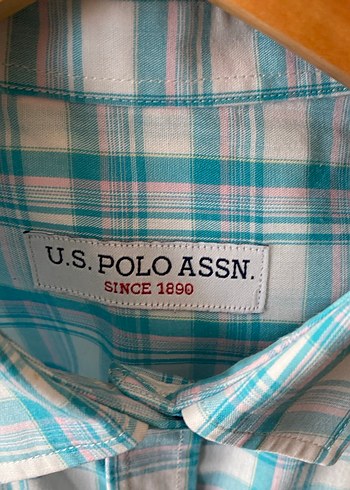 U.S. POLO ASSN.
SINCE 1890